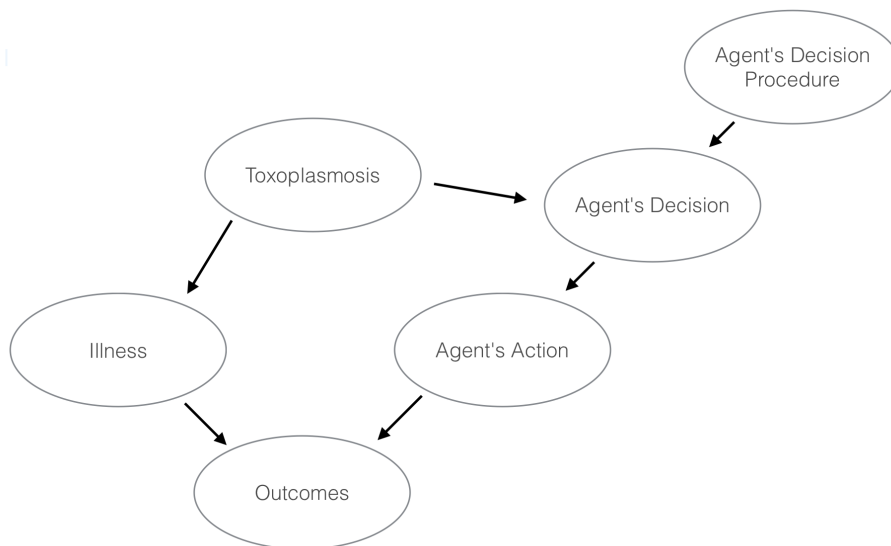 Agent's Decision
Procedure
Toxoplasmosis
Agent's Decision
Illness
Agent's Action
Outcomes